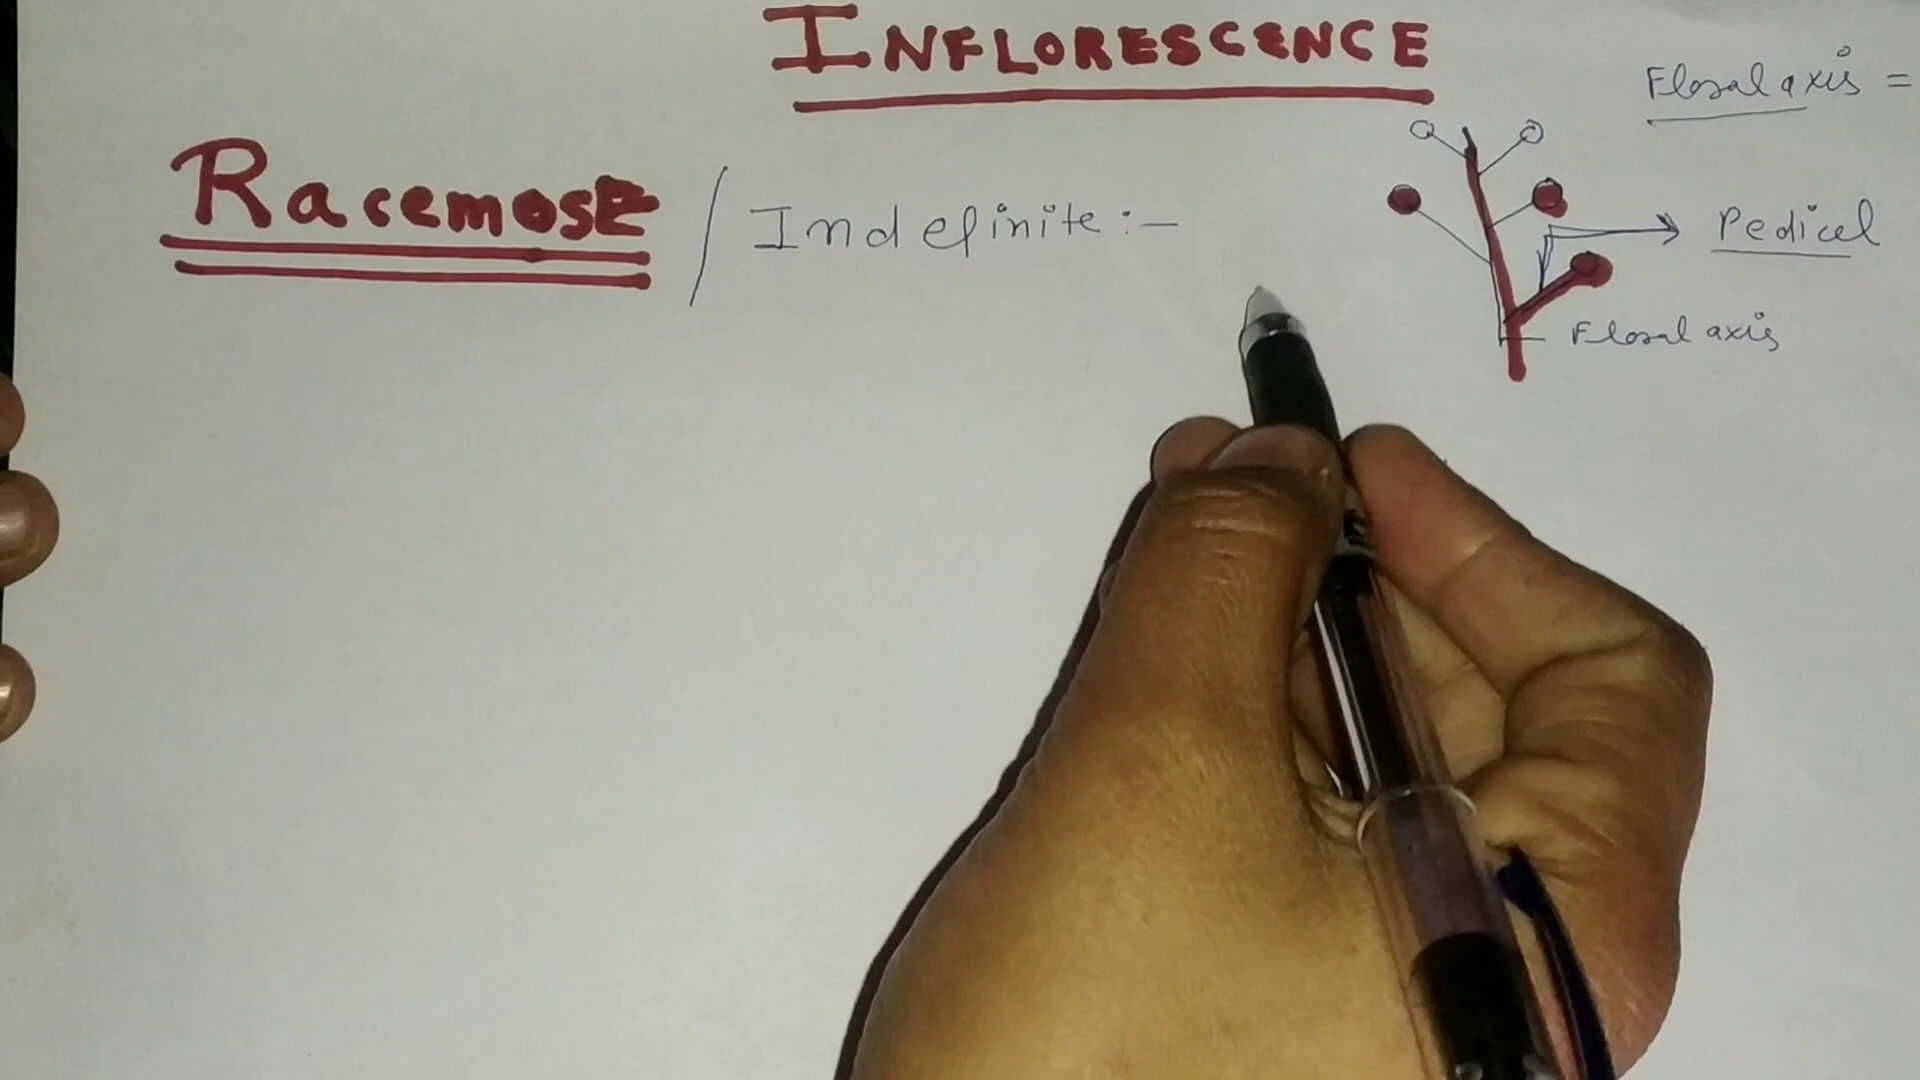 INFLORESCENCE
Floral axis =
Racemose / Indefinite :-
Pedicel
Floral axis